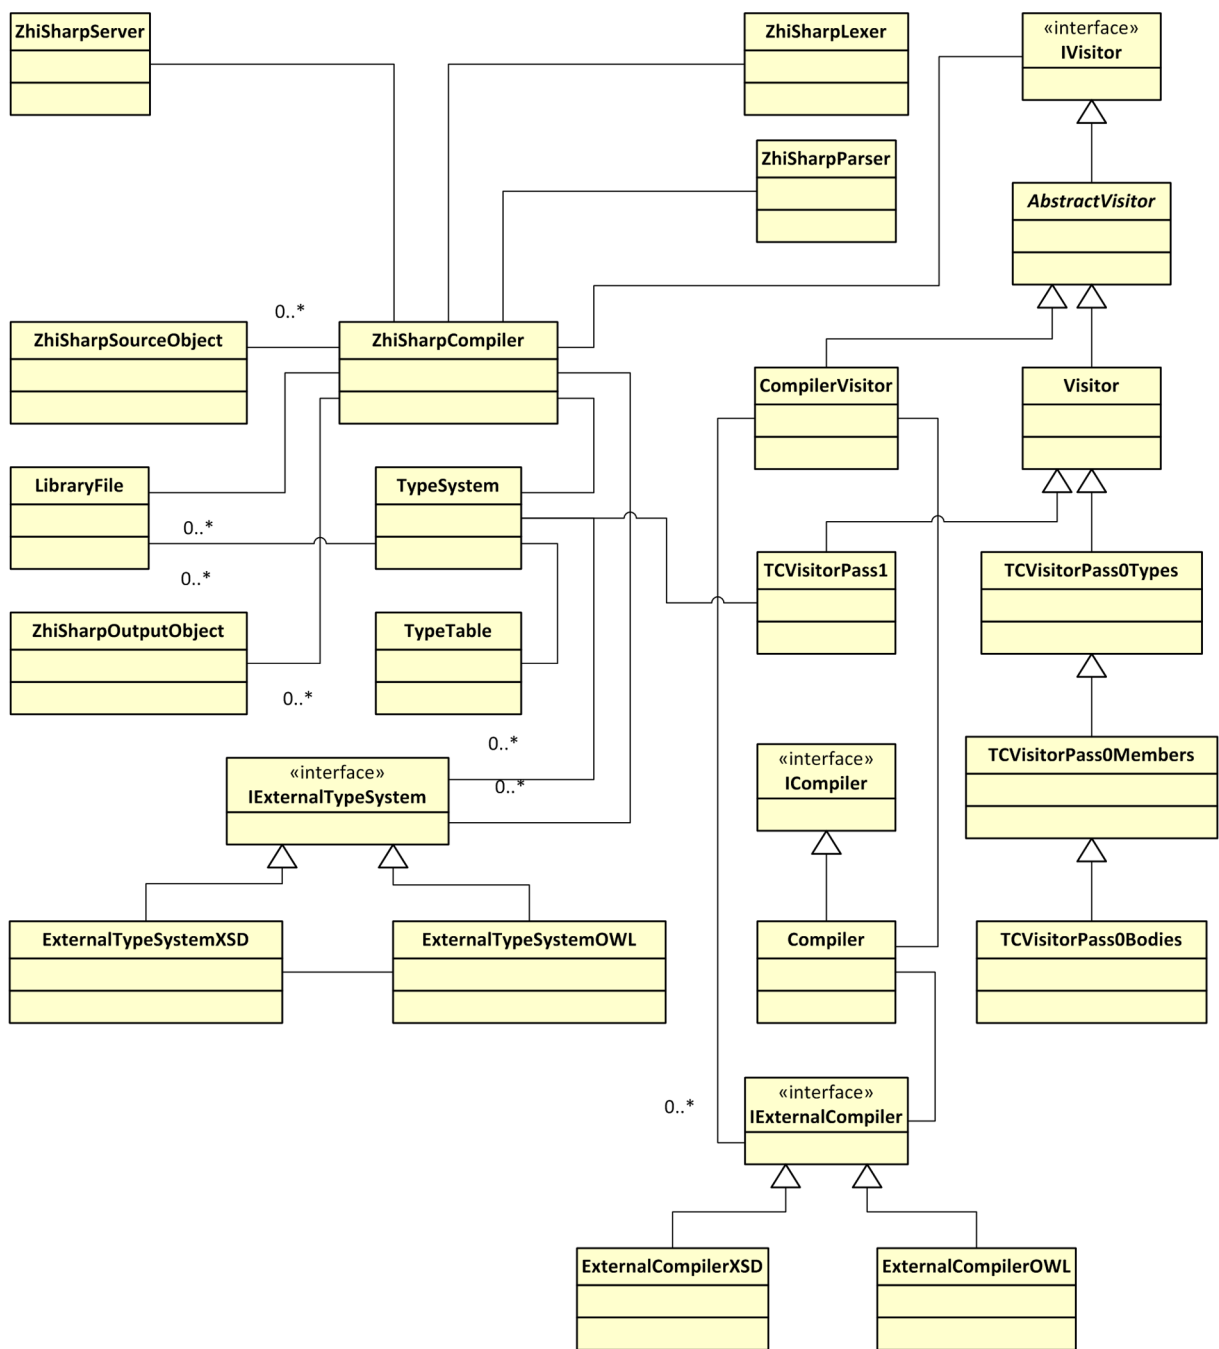 ZhiSharpServer
ZhiSharpLexer
«interface»
IVisitor
ZhiSharpParser
AbstractVisitor
0..*
ZhiSharpSourceObject
ZhiSharpCompiler
CompilerVisitor
Visitor
LibraryFile
TypeSystem
0..*
0..*
TCVisitorPass1
TCVisitorPass0Types
ZhiSharpOutputObject
TypeTable
0..*
0..*
«interface»
IExternalTypeSystem
0..*
«interface»
ICompiler
TCVisitorPass0Members
ExternalTypeSystemXSD
ExternalTypeSystemOWL
Compiler
TCVisitorPass0Bodies
0..*
«interface»
IExternalCompiler
ExternalCompilerXSD
ExternalCompilerOWL